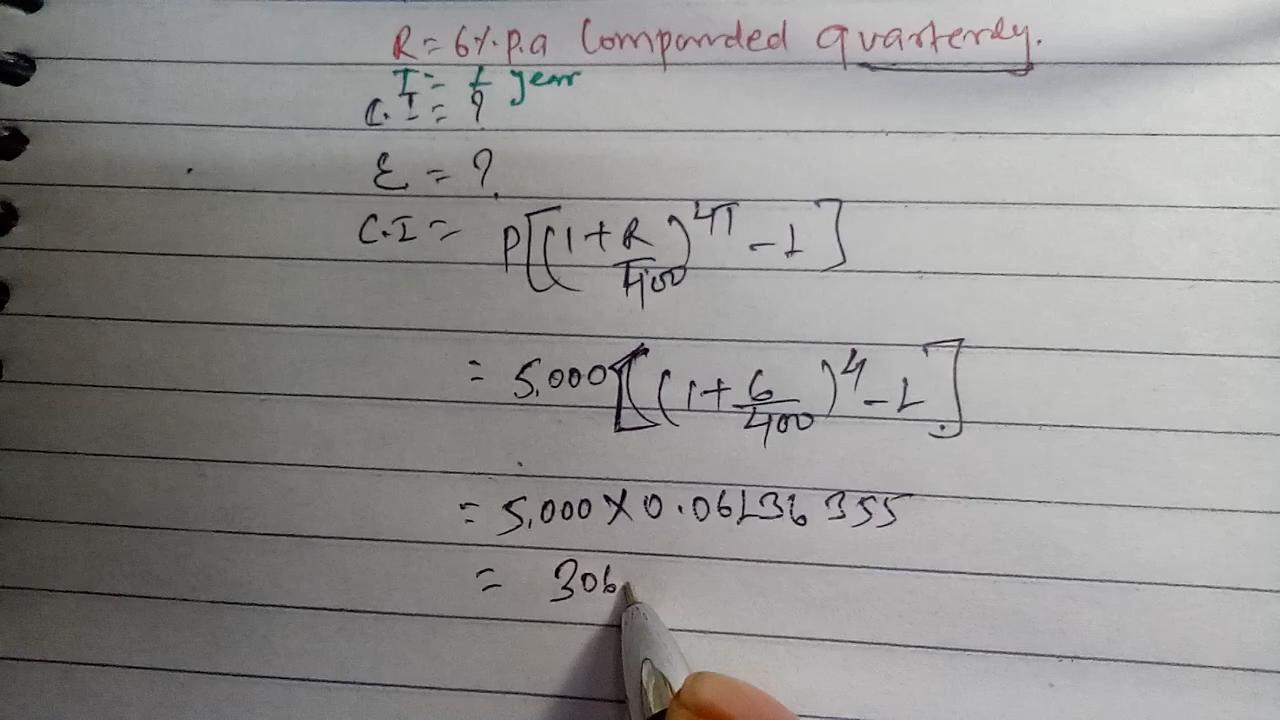 R = 6%. P.a Compounded quarterly.
T = 1 year
C.I = ?
E = ?
C.I = P[(1 + R/400)^4T - 1]
= 5,000[(1 + 6/400)^4 - 1]
= 5,000 × 0.06136355
= 306